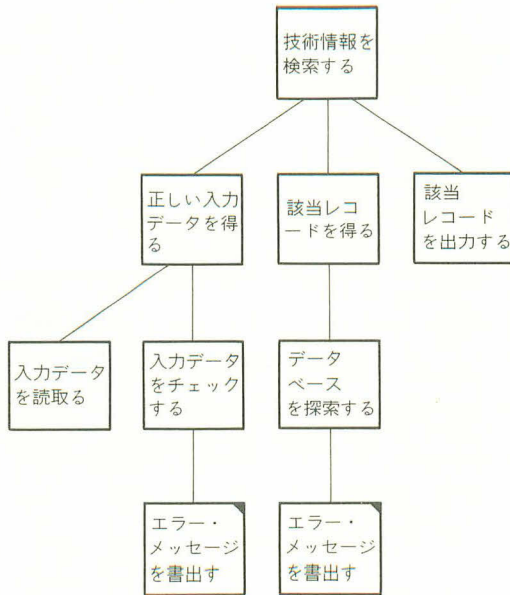 技術情報を
検索する
正しい入力
データを得
る
該当レコ
ードを得る
該当
レコード
を出力する
入力データ
を読取る
入力データ
をチェック
する
データ
ベース
を探索する
エラー・
メッセージ
を書出す
エラー・
メッセージ
を書出す